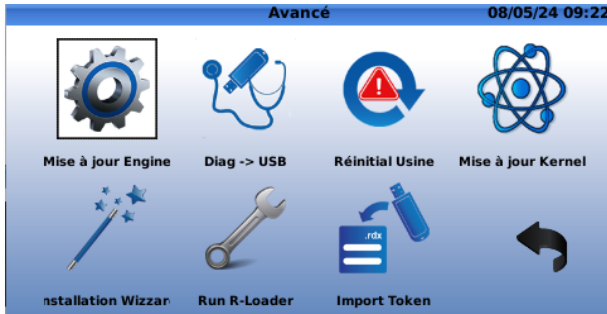 Avancé 08/05/24 09:22
Mise à jour Engine Diag -> USB Réinitial Usine Mise à jour Kernel
.rdx
nstallation Wizzar Run R-Loader Import Token